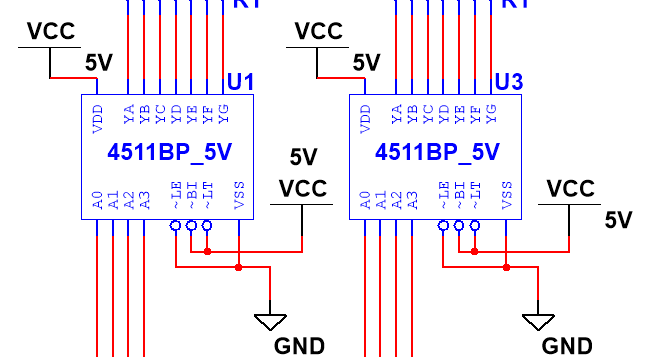 R1 R1
VCC VCC
5V 5V
U1 U3
VDD YA YB YC YD YE YF YG VDD YA YB YC YD YE YF YG
4511BP_5V 4511BP_5V
A0 A1 A2 A3 ~LE ~BI ~LT VSS A0 A1 A2 A3 ~LE ~BI ~LT VSS
5V
VCC VCC
5V
GND GND